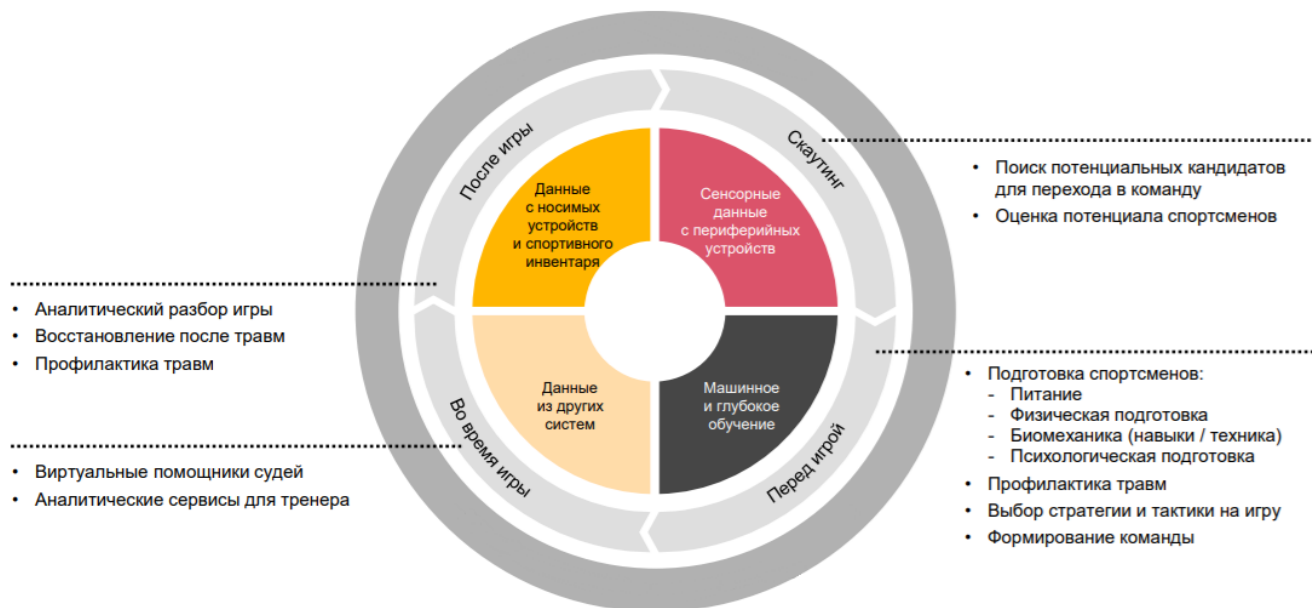 После игры
Скаутинг
Во время игры
Перед игрой
Данные
с носимых
устройств
и спортивного
инвентаря
Сенсорные
данные
с периферийных
устройств
Данные
из других
систем
Машинное
и глубокое
обучение
• Поиск потенциальных кандидатов
для перехода в команду
• Оценка потенциала спортсменов
• Аналитический разбор игры
• Восстановление после травм
• Профилактика травм
• Подготовка спортсменов:
- Питание
- Физическая подготовка
- Биомеханика (навыки / техника)
- Психологическая подготовка
• Профилактика травм
• Выбор стратегии и тактики на игру
• Формирование команды
• Виртуальные помощники судей
• Аналитические сервисы для тренера